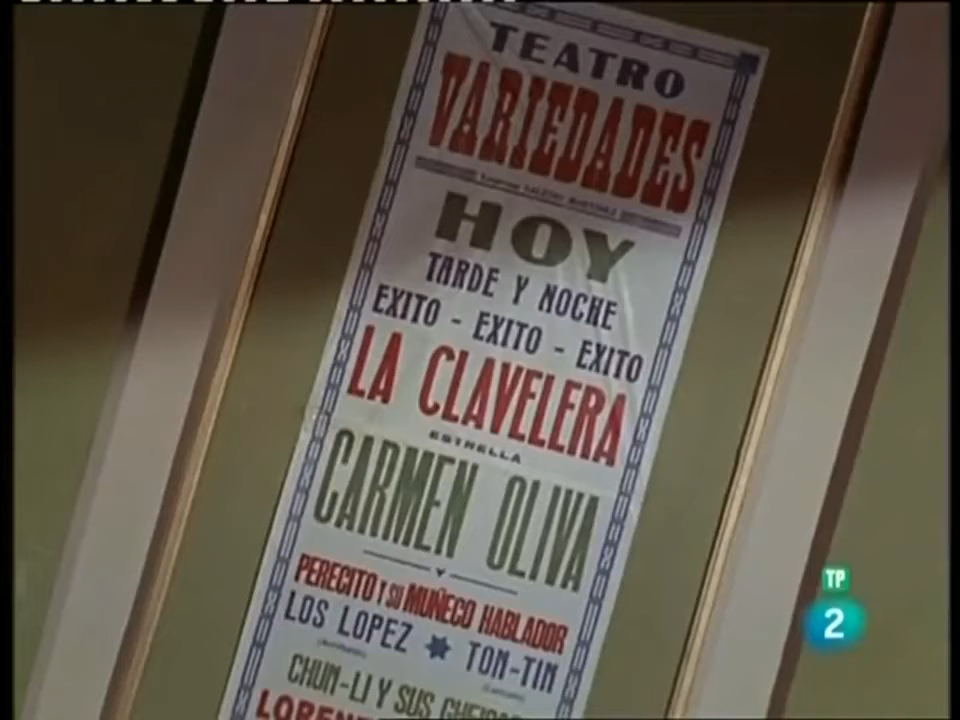 TEATRO
VARIEDADES
HOY
TARDE Y NOCHE
EXITO - EXITO - EXITO
LA CLAVELERA
ESTRELLA
CARMEN OLIVA
Y
PERECITO Y SU MUÑECO HABLADOR
LOS LOPEZ TON-TIN
CHUN-LI Y SUS
TP
2